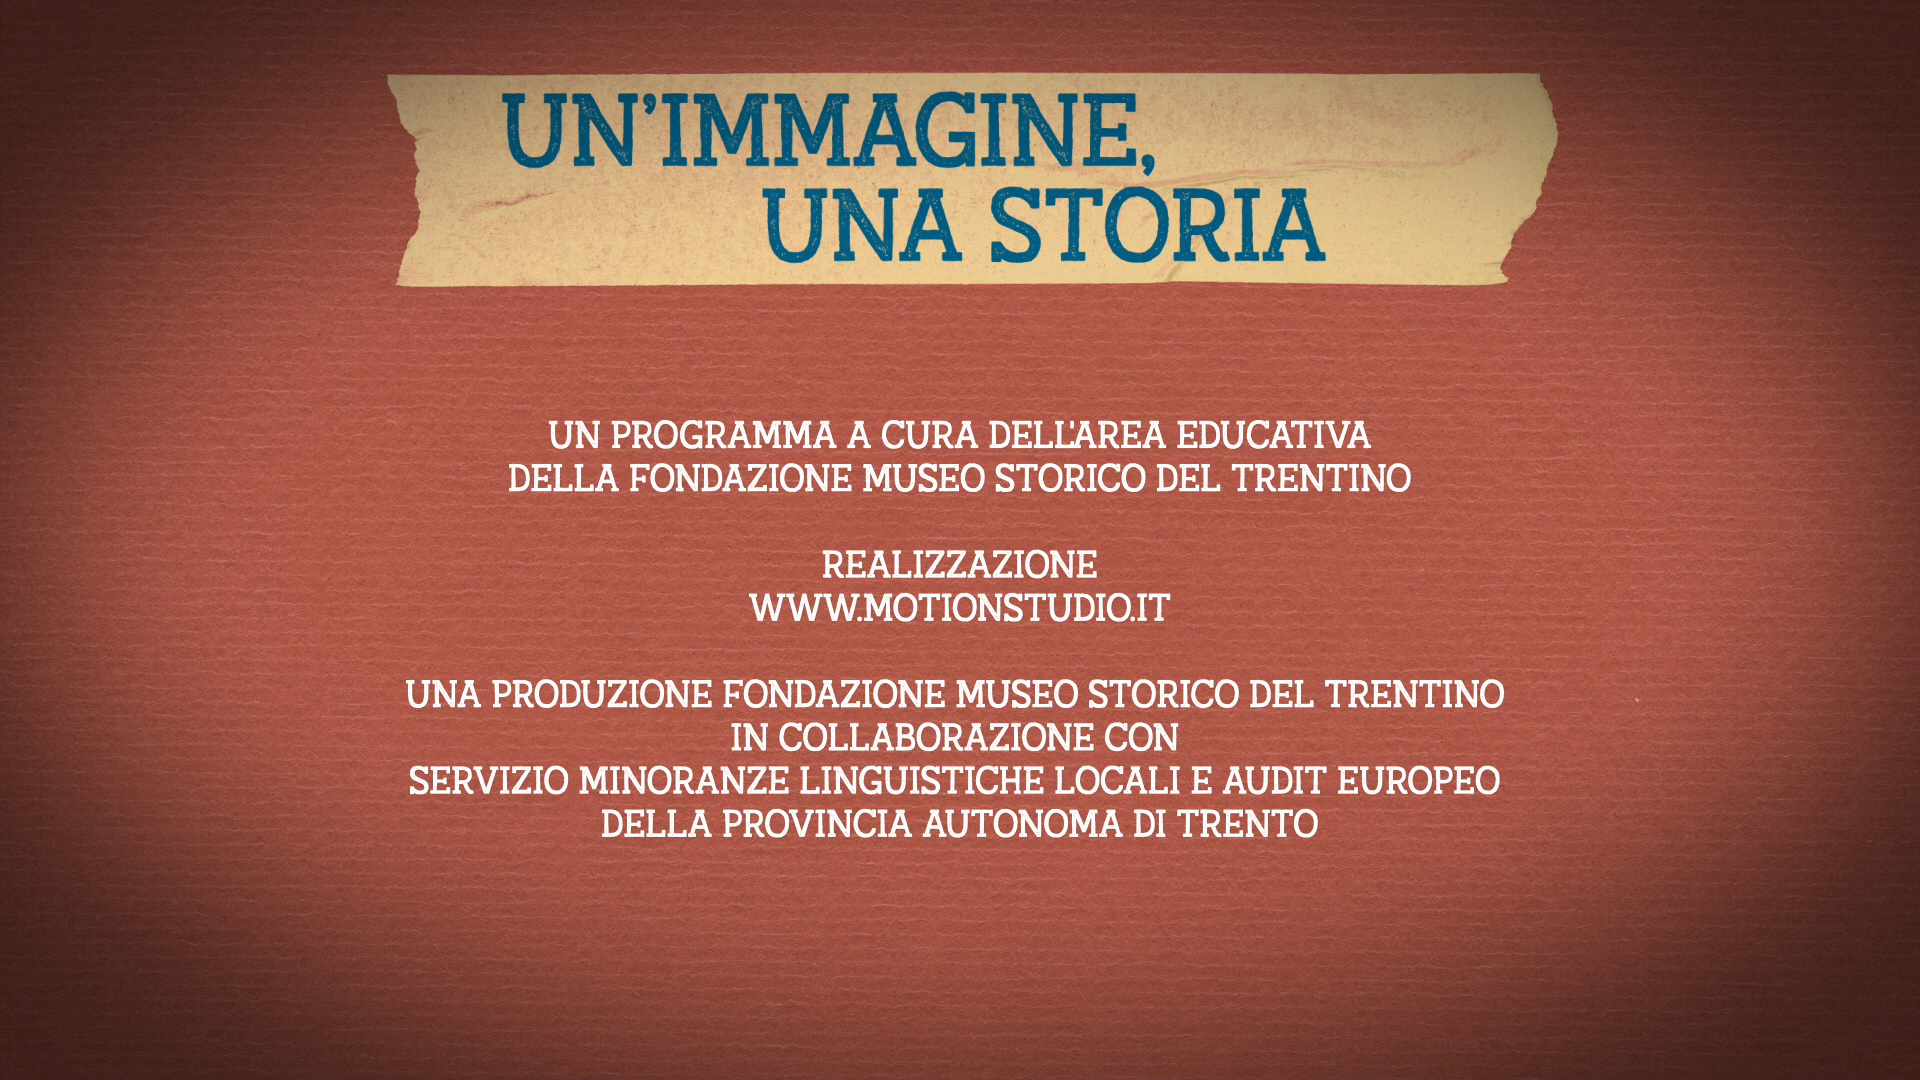 UN’IMMAGINE,
UNA STORIA
UN PROGRAMMA A CURA DELL'AREA EDUCATIVA
DELLA FONDAZIONE MUSEO STORICO DEL TRENTINO
REALIZZAZIONE
WWW.MOTIONSTUDIO.IT
UNA PRODUZIONE FONDAZIONE MUSEO STORICO DEL TRENTINO
IN COLLABORAZIONE CON
SERVIZIO MINORANZE LINGUISTICHE LOCALI E AUDIT EUROPEO
DELLA PROVINCIA AUTONOMA DI TRENTO